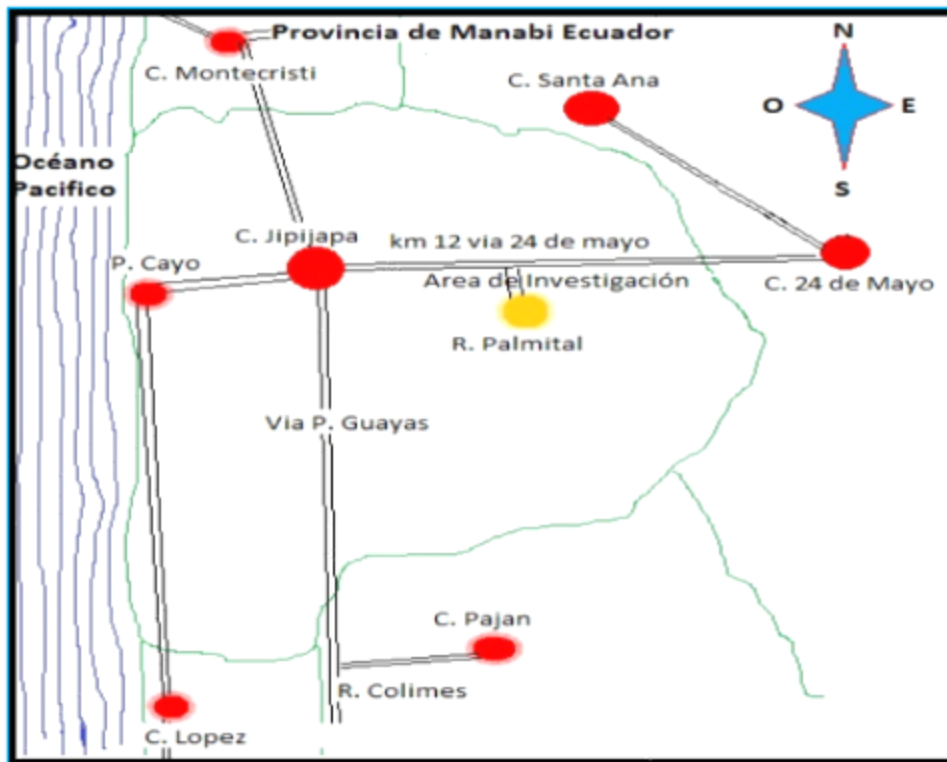 Provincia de Manabi Ecuador
N
C. Montecristi
C. Santa Ana
O
E
Océano
Pacifico
S
C. Jipijapa
km 12 via 24 de mayo
P. Cayo
Area de Investigación
C. 24 de Mayo
R. Palmital
Via P. Guayas
C. Pajan
R. Colimes
C. Lopez